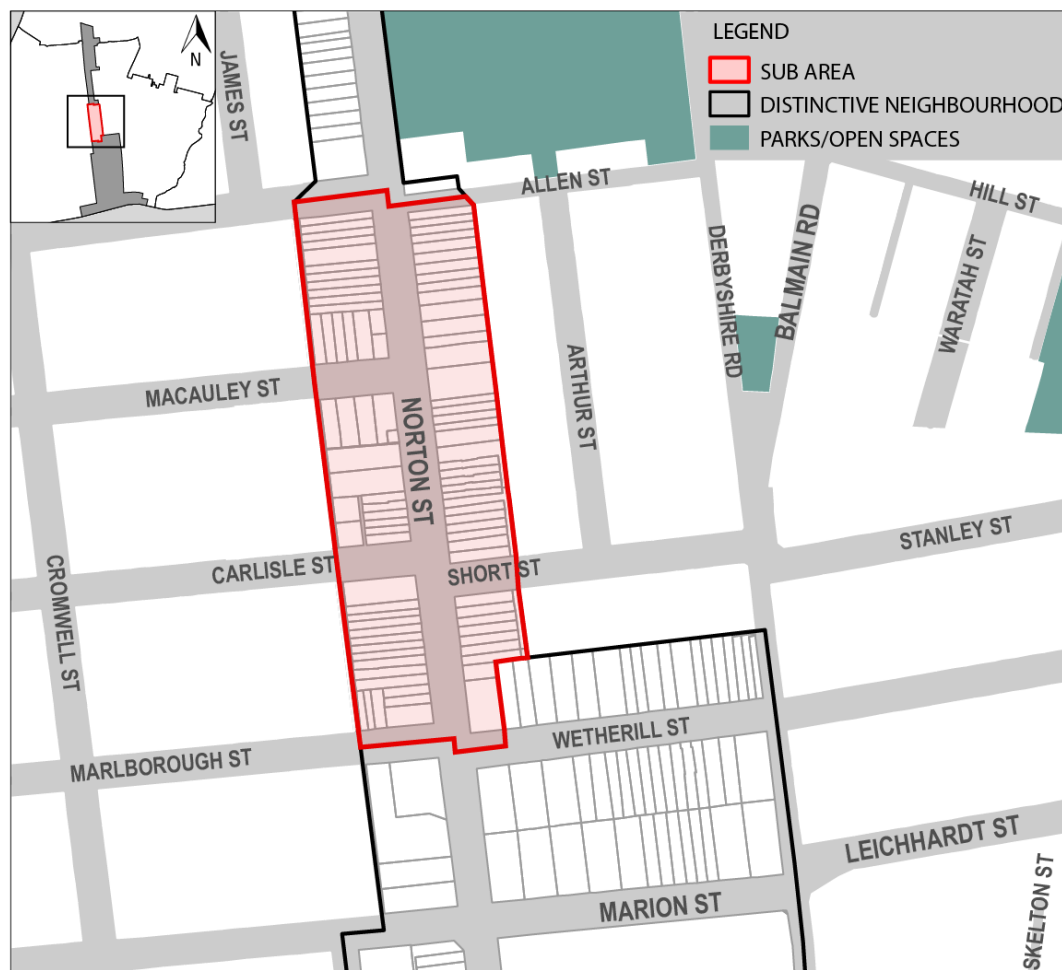 N
LEGEND
SUB AREA
DISTINCTIVE NEIGHBOURHOOD
PARKS/OPEN SPACES
JAMES ST
ALLEN ST
HILL ST
DERBYSHIRE RD
BALMAIN RD
WARATAH ST
MACAULEY ST
NORTON ST
ARTHUR ST
CROMWELL ST
CARLISLE ST
SHORT ST
STANLEY ST
MARLBOROUGH ST
WETHERILL ST
LEICHHARDT ST
MARION ST
SKELTON ST